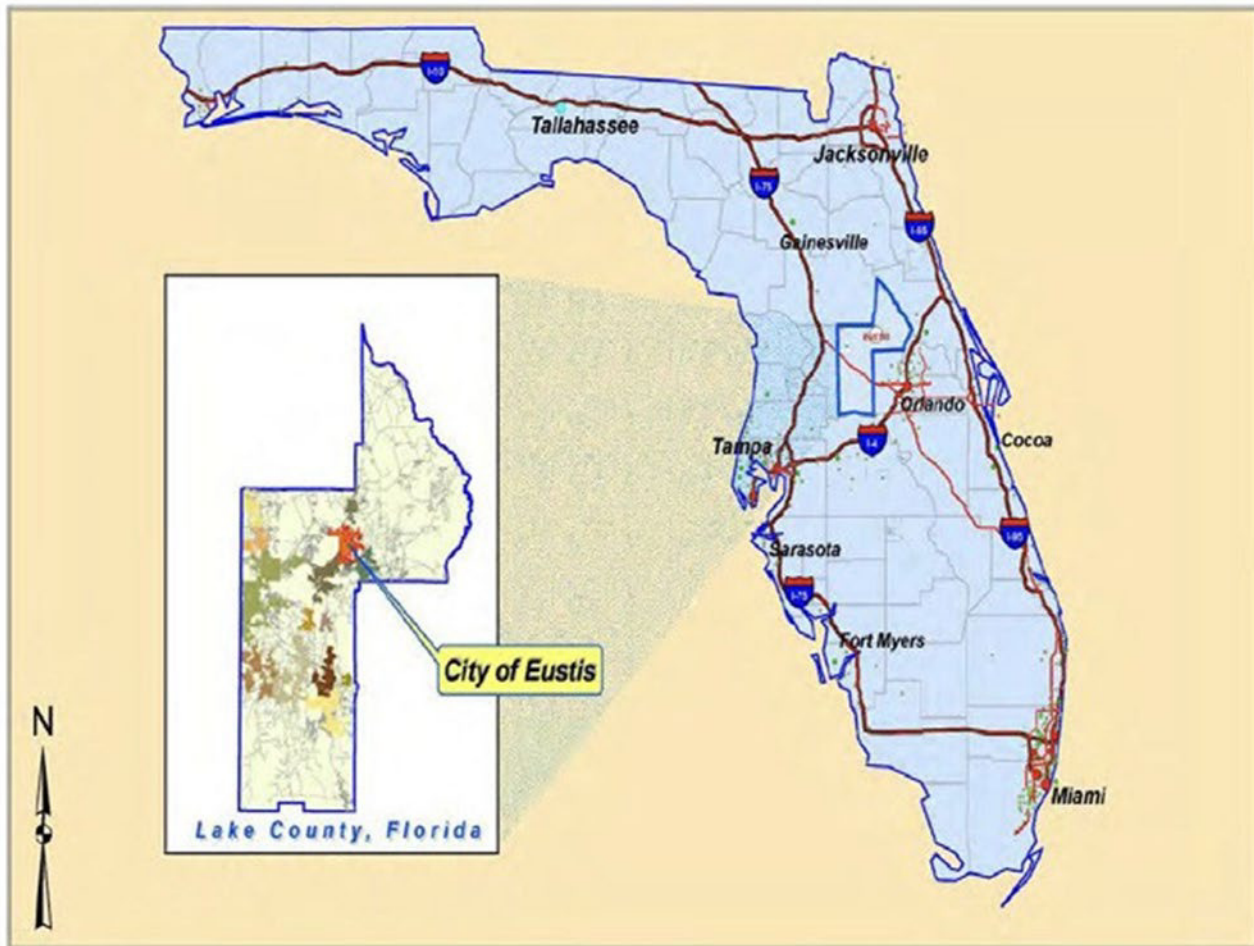 I-10
Tallahassee
Jacksonville
I-75
I-95
Gainesville
Orlando
Tampa
I-4
Cocoa
I-95
Sarasota
I-75
Fort Myers
City of Eustis
N
Miami
Lake County, Florida